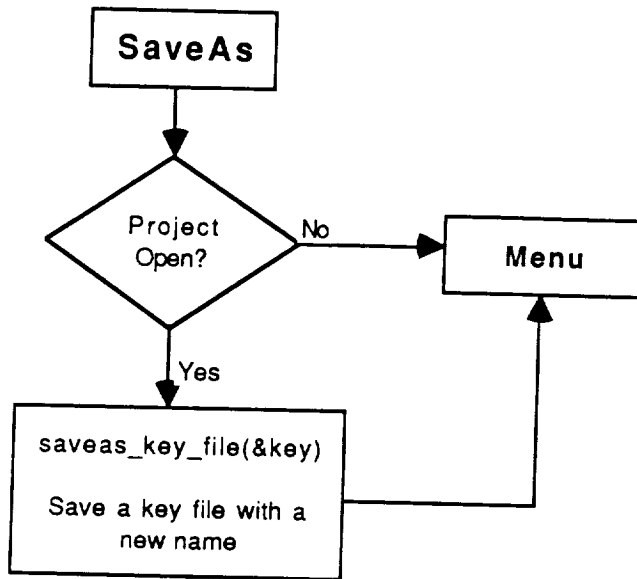 SaveAs
Project
Open?
No
Menu
Yes
saveas_key_file(&key)
Save a key file with a
new name